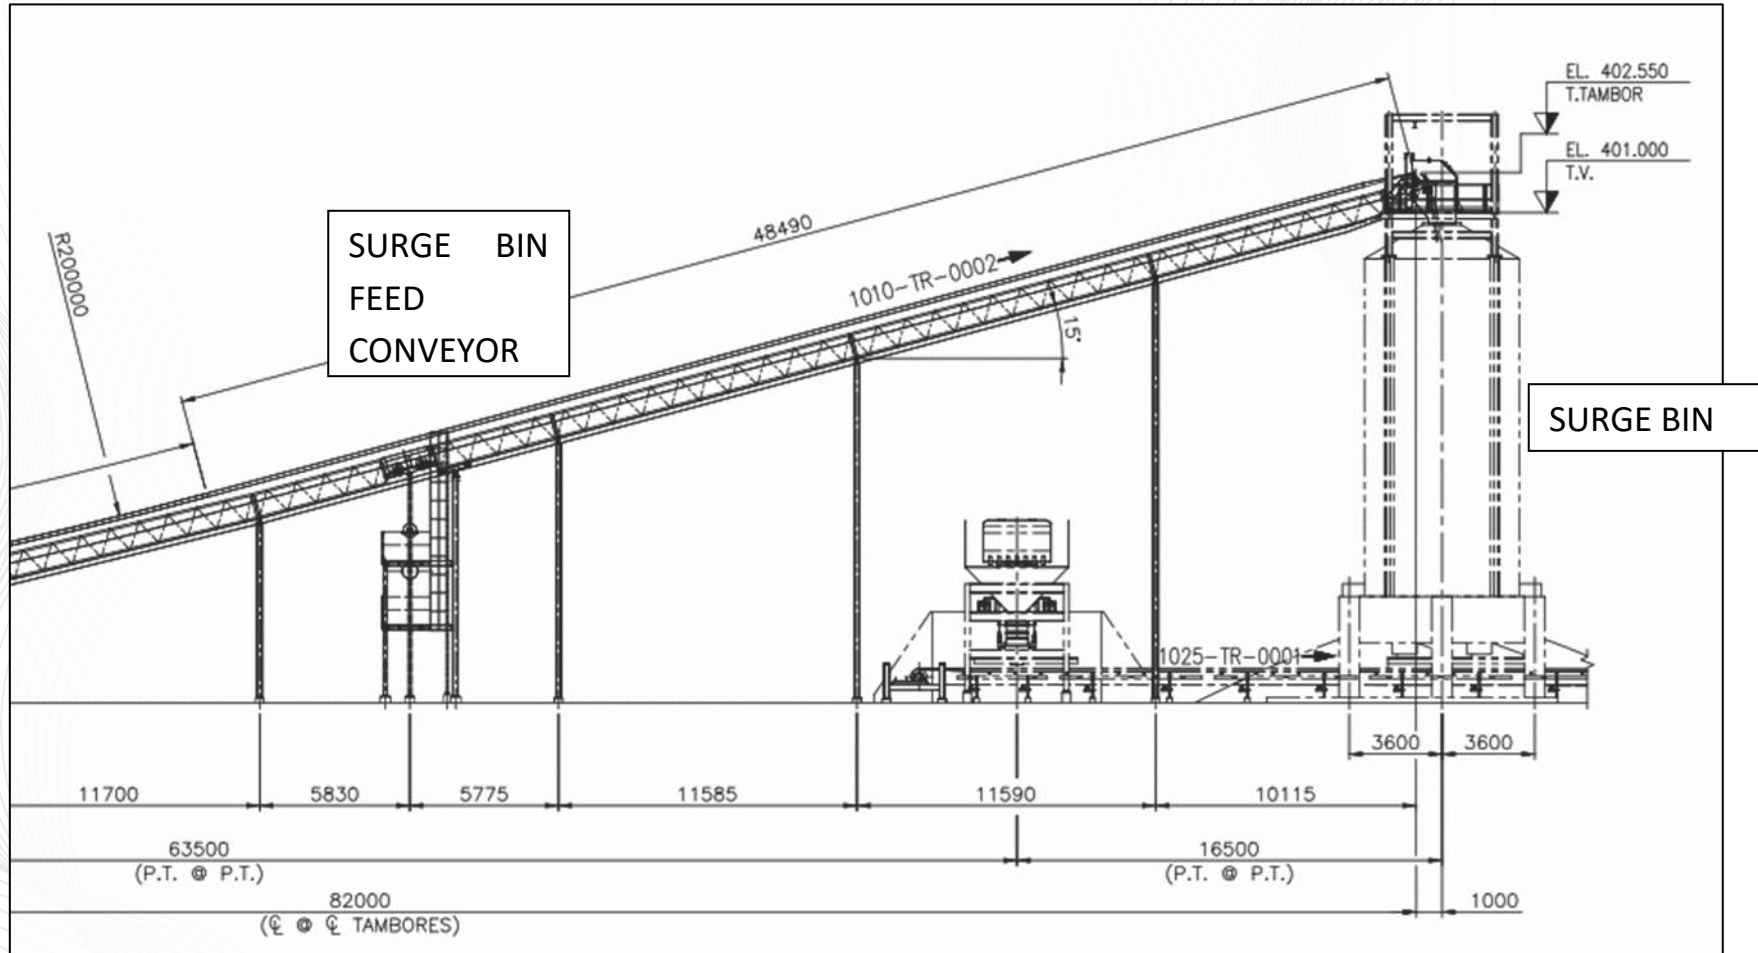 EL. 402.550
T.TAMBOR
EL. 401.000
T.V.
48490
R200000
SURGE BIN
FEED
CONVEYOR
1010-TR-0002
15°
SURGE BIN
1025-TR-0001
3600
3600
11700
5830
5775
11585
11590
10115
63500
(P.T. @ P.T.)
16500
(P.T. @ P.T.)
82000
(℄ @ ℄ TAMBORES)
1000